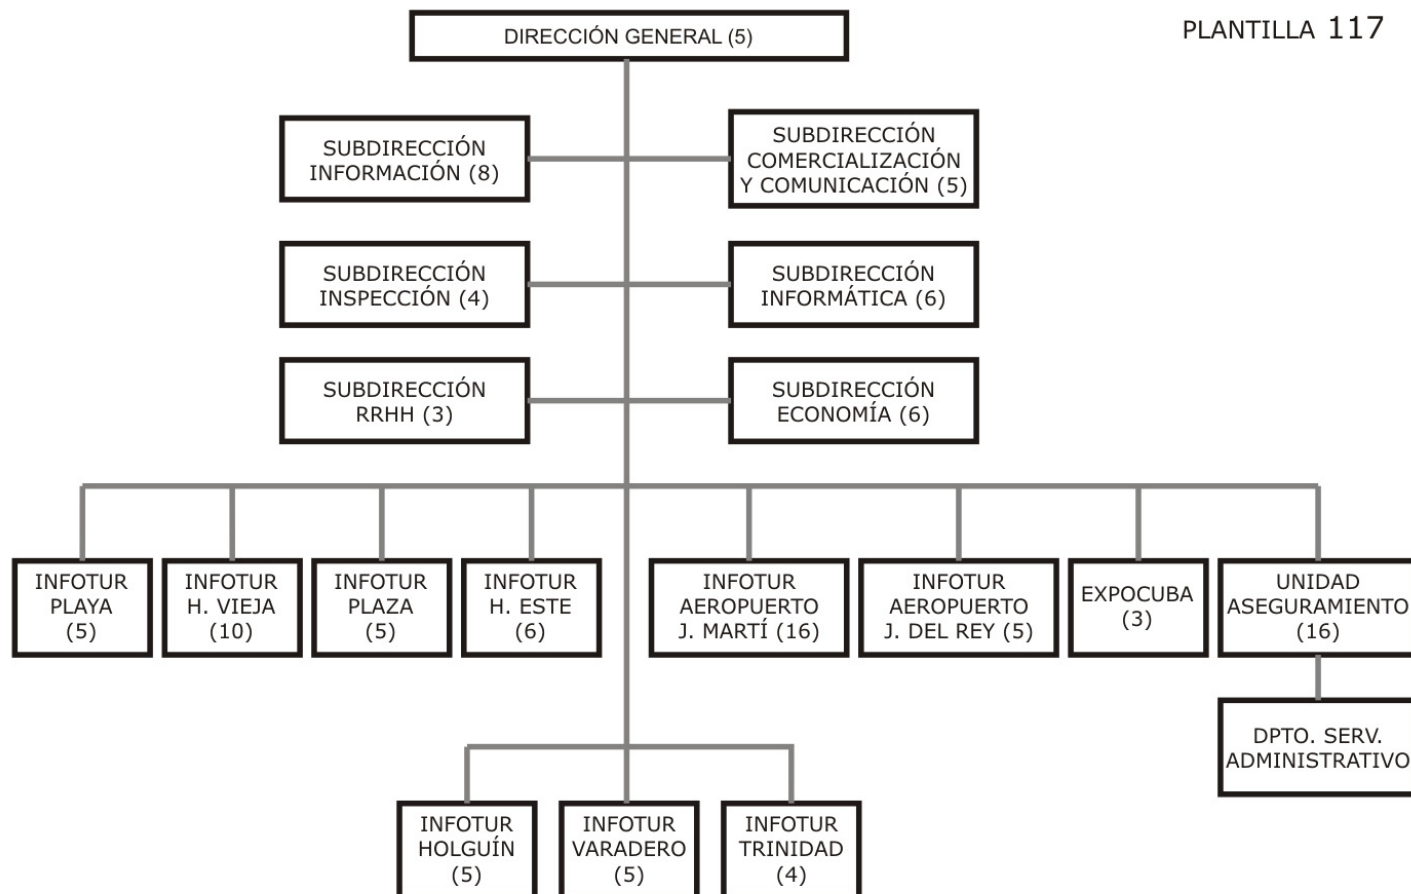 DIRECCIÓN GENERAL (5)
PLANTILLA 117
SUBDIRECCIÓN
INFORMACIÓN (8)
SUBDIRECCIÓN
COMERCIALIZACIÓN
Y COMUNICACIÓN (5)
SUBDIRECCIÓN
INSPECCIÓN (4)
SUBDIRECCIÓN
INFORMÁTICA (6)
SUBDIRECCIÓN
RRHH (3)
SUBDIRECCIÓN
ECONOMÍA (6)
INFOTUR
PLAYA
(5)
INFOTUR
H. VIEJA
(10)
INFOTUR
PLAZA
(5)
INFOTUR
H. ESTE
(6)
INFOTUR
AEROPUERTO
J. MARTÍ (16)
INFOTUR
AEROPUERTO
J. DEL REY (5)
EXPOCUBA
(3)
UNIDAD
ASEGURAMIENTO
(16)
DPTO. SERV.
ADMINISTRATIVO
INFOTUR
HOLGUÍN
(5)
INFOTUR
VARADERO
(5)
INFOTUR
TRINIDAD
(4)